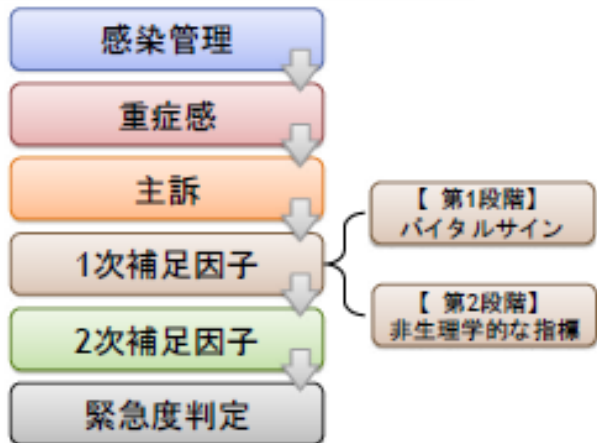 感染管理
重症感
主訴
1次補足因子
【 第1段階】
バイタルサイン
【 第2段階】
非生理学的な指標
2次補足因子
緊急度判定